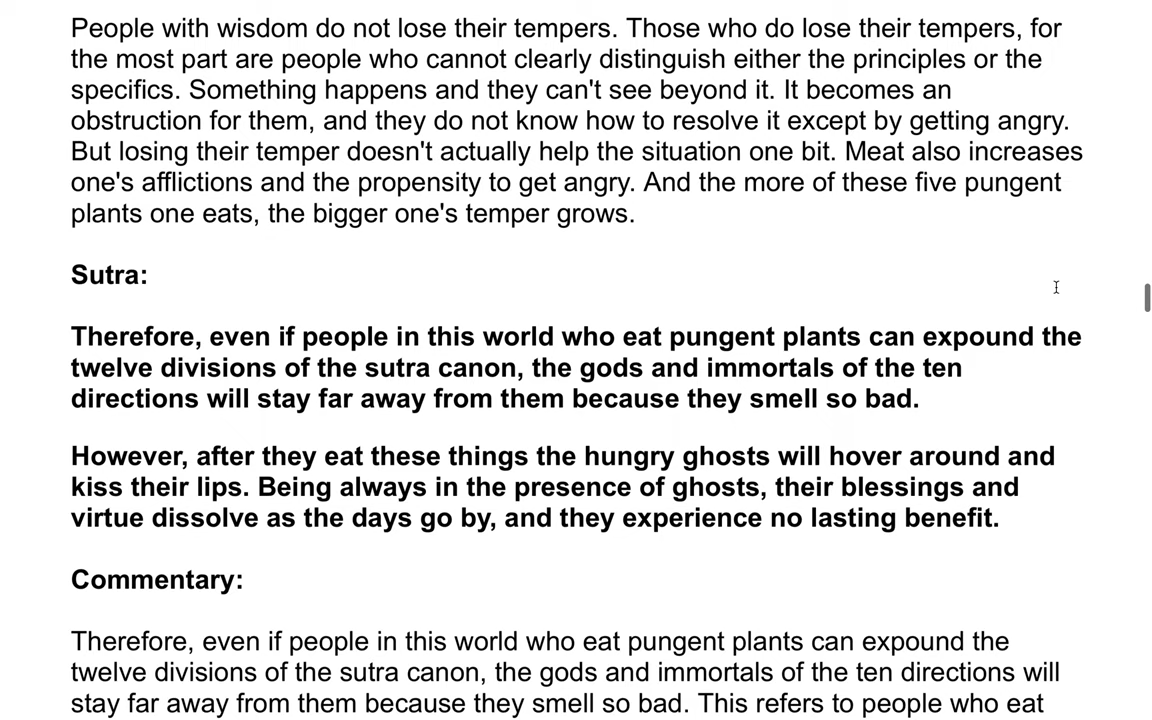 People with wisdom do not lose their tempers. Those who do lose their tempers, for
the most part are people who cannot clearly distinguish either the principles or the
specifics. Something happens and they can't see beyond it. It becomes an
obstruction for them, and they do not know how to resolve it except by getting angry.
But losing their temper doesn't actually help the situation one bit. Meat also increases
one's afflictions and the propensity to get angry. And the more of these five pungent
plants one eats, the bigger one's temper grows.
Sutra:
Therefore, even if people in this world who eat pungent plants can expound the
twelve divisions of the sutra canon, the gods and immortals of the ten
directions will stay far away from them because they smell so bad.
However, after they eat these things the hungry ghosts will hover around and
kiss their lips. Being always in the presence of ghosts, their blessings and
virtue dissolve as the days go by, and they experience no lasting benefit.
Commentary:
Therefore, even if people in this world who eat pungent plants can expound the
twelve divisions of the sutra canon, the gods and immortals of the ten directions will
stay far away from them because they smell so bad. This refers to people who eat